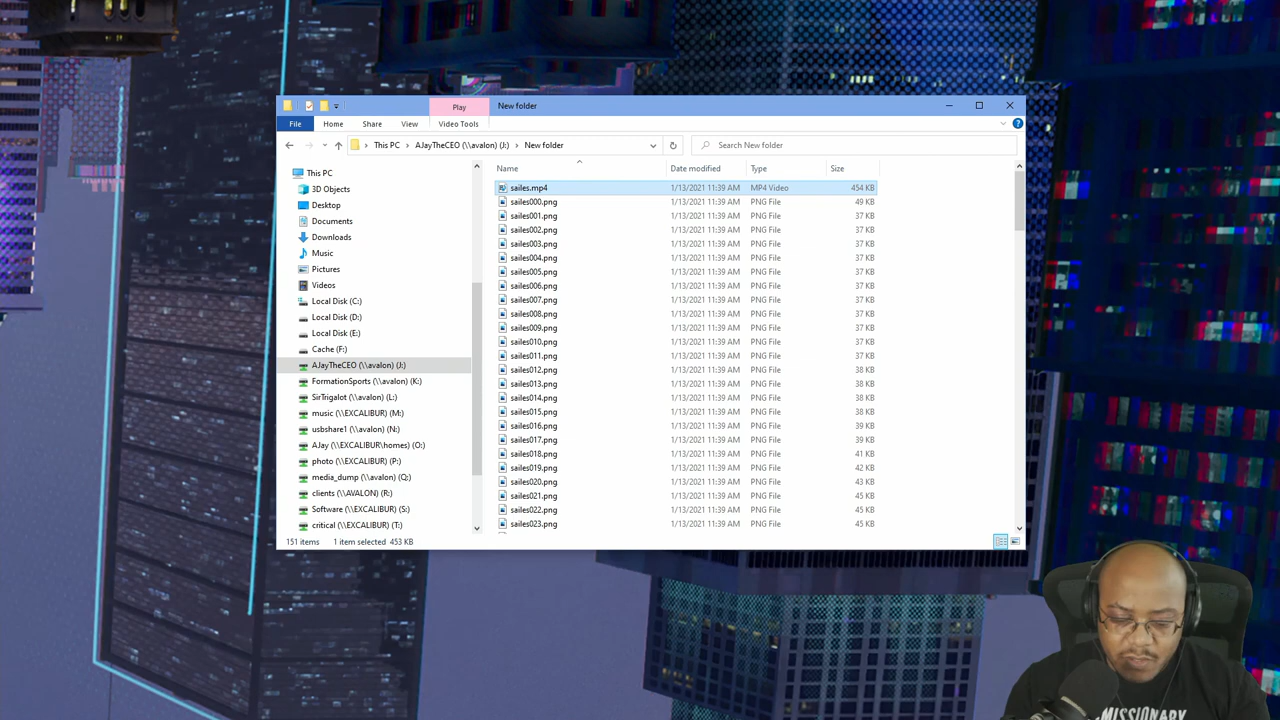 Play
New folder
File
Home
Share
View
Video Tools
This PC
AJayTheCEO (\\avalon) (J:)
New folder
Search New folder
This PC
3D Objects
Desktop
Documents
Downloads
Music
Pictures
Videos
Local Disk (C:)
Local Disk (D:)
Local Disk (E:)
Cache (F:)
AJayTheCEO (\\avalon) (J:)
FormationSports (\\avalon) (K:)
SirTrigalot (\\avalon) (L:)
music (\\EXCALIBUR) (M:)
usbshare1 (\\avalon) (N:)
AJay (\\EXCALIBUR\homes) (O:)
photo (\\EXCALIBUR) (P:)
media_dump (\\avalon) (Q:)
clients (\\AVALON) (R:)
Software (\\EXCALIBUR) (S:)
critical (\\EXCALIBUR) (T:)
Name Date modified Type Size
sailes.mp4 1/13/2021 11:39 AM MP4 Video 454 KB
sailes000.png 1/13/2021 11:39 AM PNG File 49 KB
sailes001.png 1/13/2021 11:39 AM PNG File 37 KB
sailes002.png 1/13/2021 11:39 AM PNG File 37 KB
sailes003.png 1/13/2021 11:39 AM PNG File 37 KB
sailes004.png 1/13/2021 11:39 AM PNG File 37 KB
sailes005.png 1/13/2021 11:39 AM PNG File 37 KB
sailes006.png 1/13/2021 11:39 AM PNG File 37 KB
sailes007.png 1/13/2021 11:39 AM PNG File 37 KB
sailes008.png 1/13/2021 11:39 AM PNG File 37 KB
sailes009.png 1/13/2021 11:39 AM PNG File 37 KB
sailes010.png 1/13/2021 11:39 AM PNG File 37 KB
sailes011.png 1/13/2021 11:39 AM PNG File 37 KB
sailes012.png 1/13/2021 11:39 AM PNG File 38 KB
sailes013.png 1/13/2021 11:39 AM PNG File 38 KB
sailes014.png 1/13/2021 11:39 AM PNG File 38 KB
sailes015.png 1/13/2021 11:39 AM PNG File 38 KB
sailes016.png 1/13/2021 11:39 AM PNG File 39 KB
sailes017.png 1/13/2021 11:39 AM PNG File 39 KB
sailes018.png 1/13/2021 11:39 AM PNG File 41 KB
sailes019.png 1/13/2021 11:39 AM PNG File 42 KB
sailes020.png 1/13/2021 11:39 AM PNG File 43 KB
sailes021.png 1/13/2021 11:39 AM PNG File 45 KB
sailes022.png 1/13/2021 11:39 AM PNG File 45 KB
sailes023.png 1/13/2021 11:39 AM PNG File 45 KB
151 items 1 item selected 453 KB
MISSIONARY